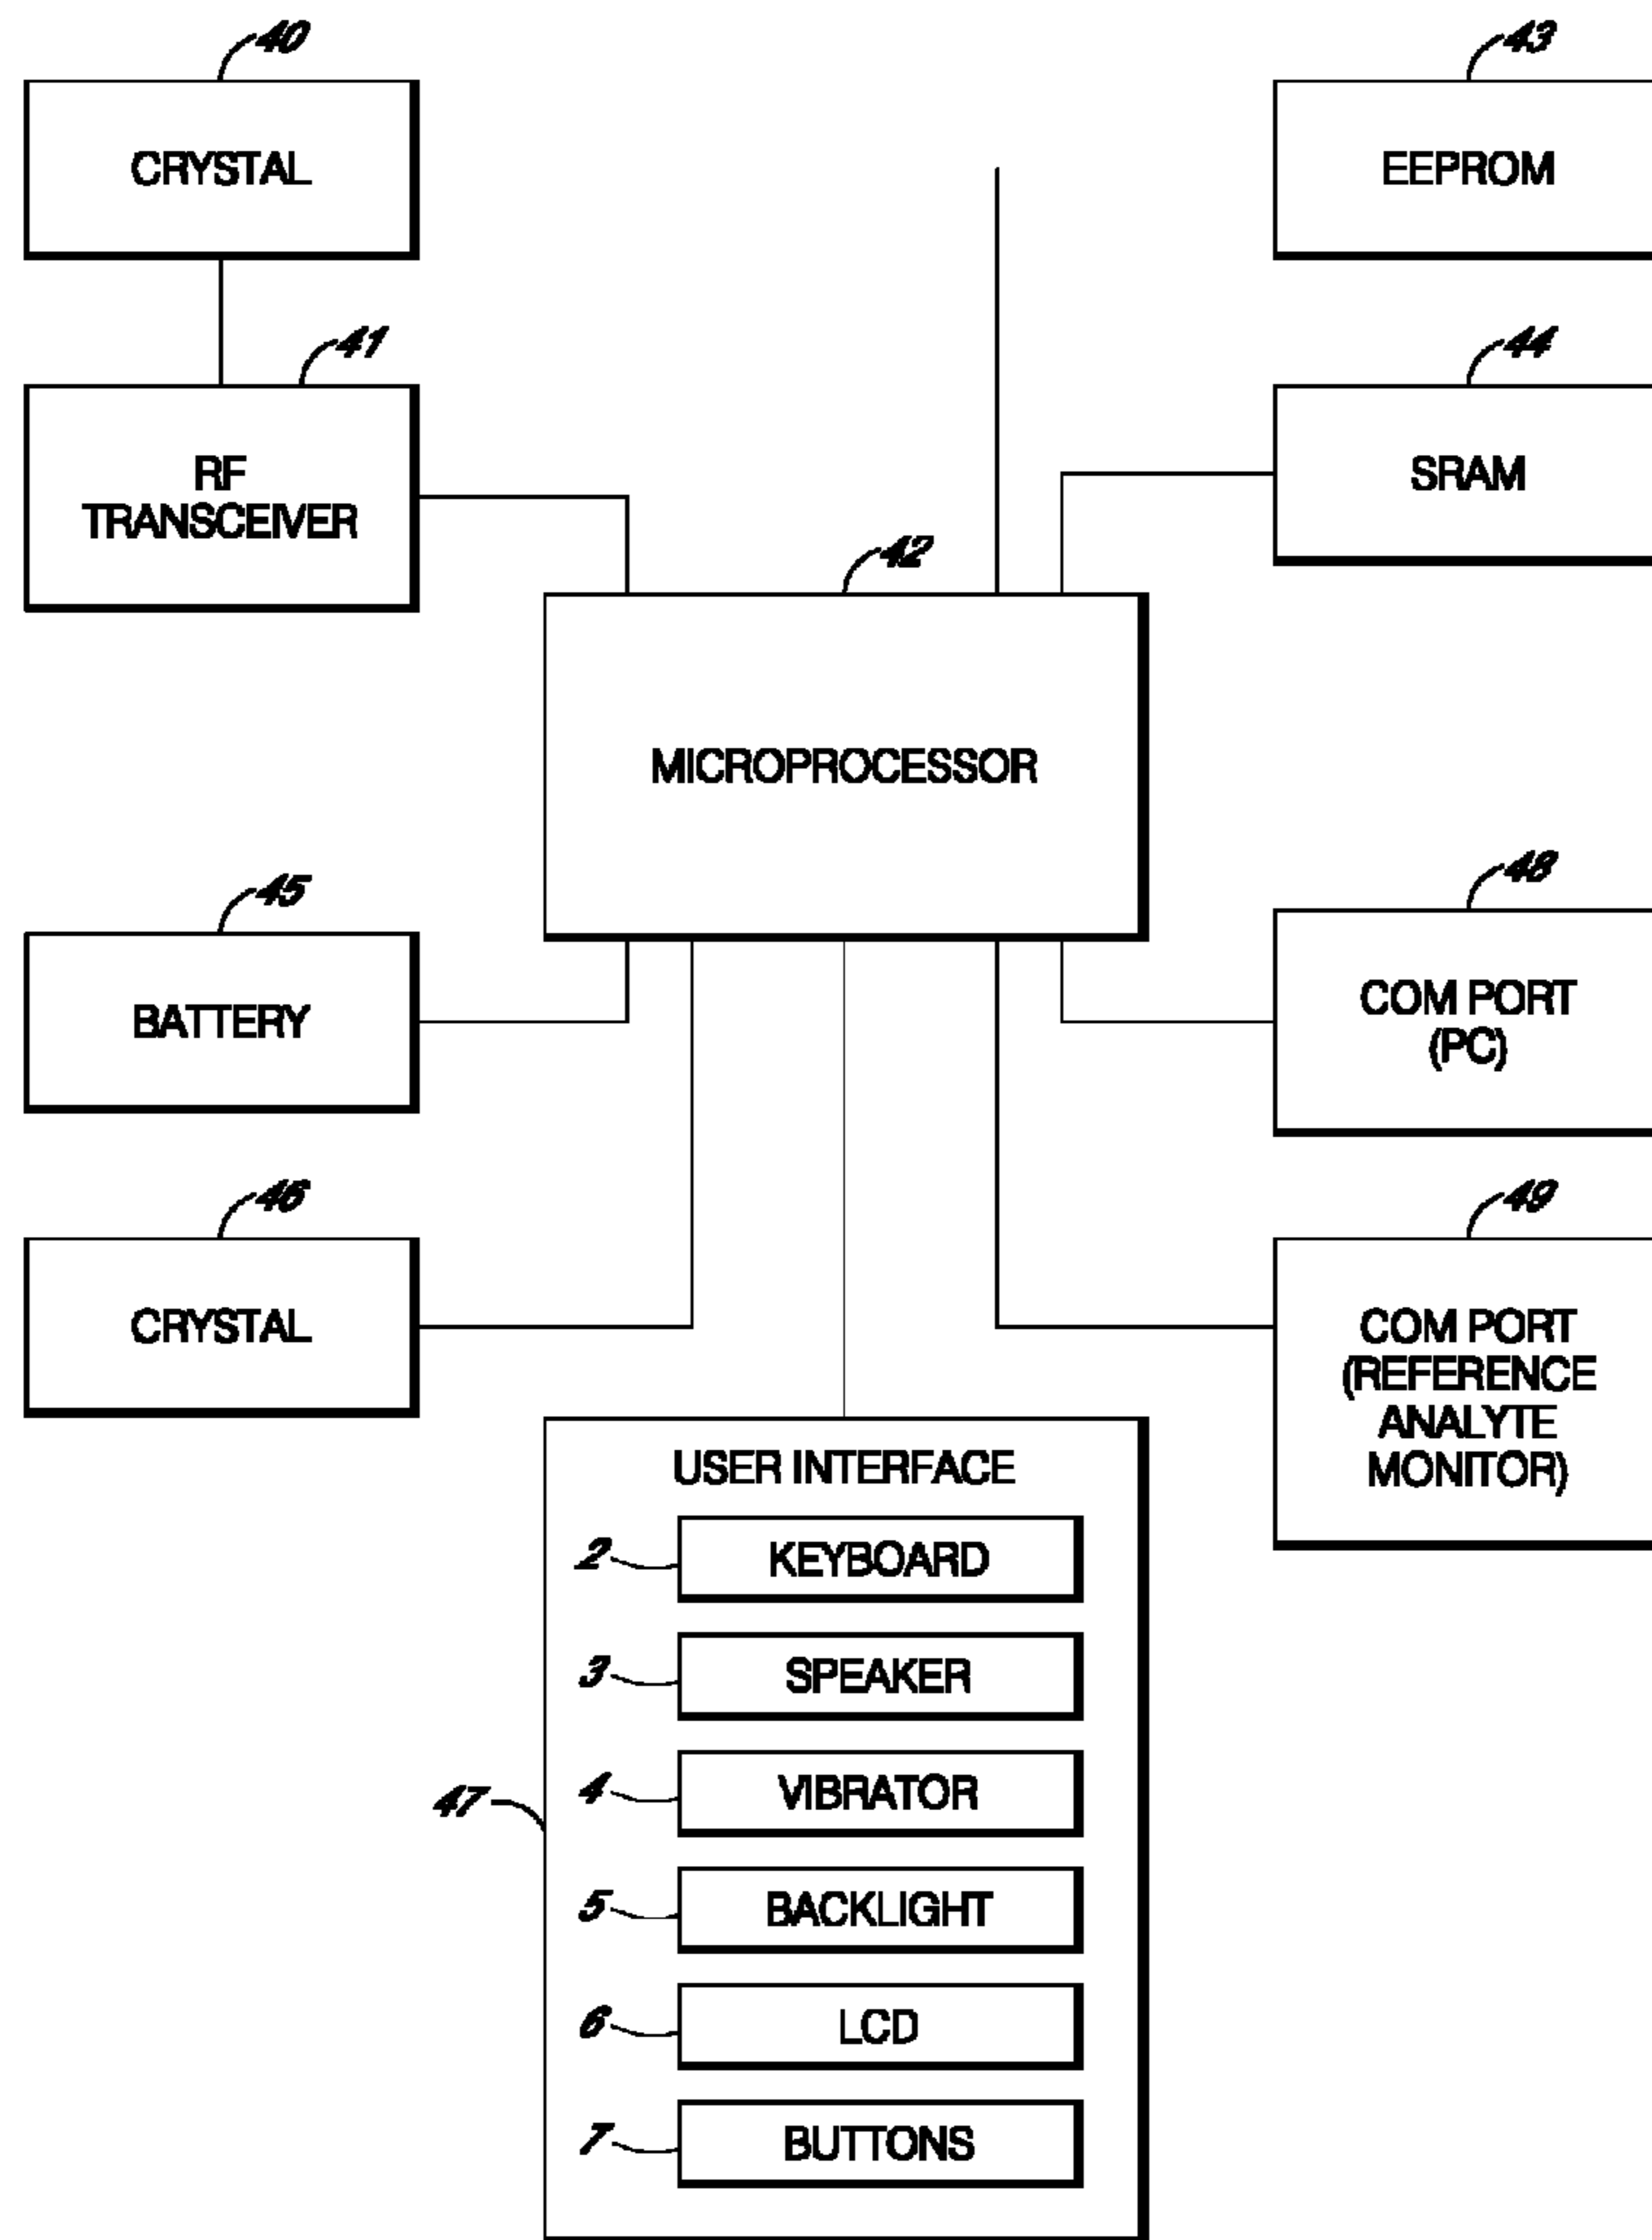 40
CRYSTAL
43
EEPROM
41
RF
TRANSCEIVER
44
SRAM
42
MICROPROCESSOR
45
BATTERY
48
COM PORT
(PC)
46
CRYSTAL
49
COM PORT
(REFERENCE
ANALYTE
MONITOR)
47
USER INTERFACE
2
KEYBOARD
3
SPEAKER
4
VIBRATOR
5
BACKLIGHT
6
LCD
7
BUTTONS